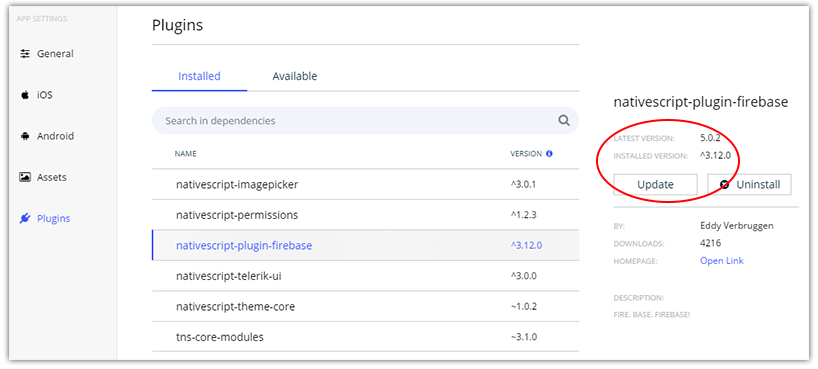 APP SETTINGS
General
iOS
Android
Assets
Plugins
Plugins
Installed Available
Search in dependencies
NAME VERSION
nativescript-imagepicker ^3.0.1
nativescript-permissions ^1.2.3
nativescript-plugin-firebase ^3.12.0
nativescript-telerik-ui ^3.0.0
nativescript-theme-core ~1.0.2
tns-core-modules ~3.1.0
nativescript-plugin-firebase
LATEST VERSION: 5.0.2
INSTALLED VERSION: ^3.12.0
Update Uninstall
BY: Eddy Verbruggen
DOWNLOADS: 4216
HOMEPAGE: Open Link
DESCRIPTION:
FIRE. BASE. FIREBASE!